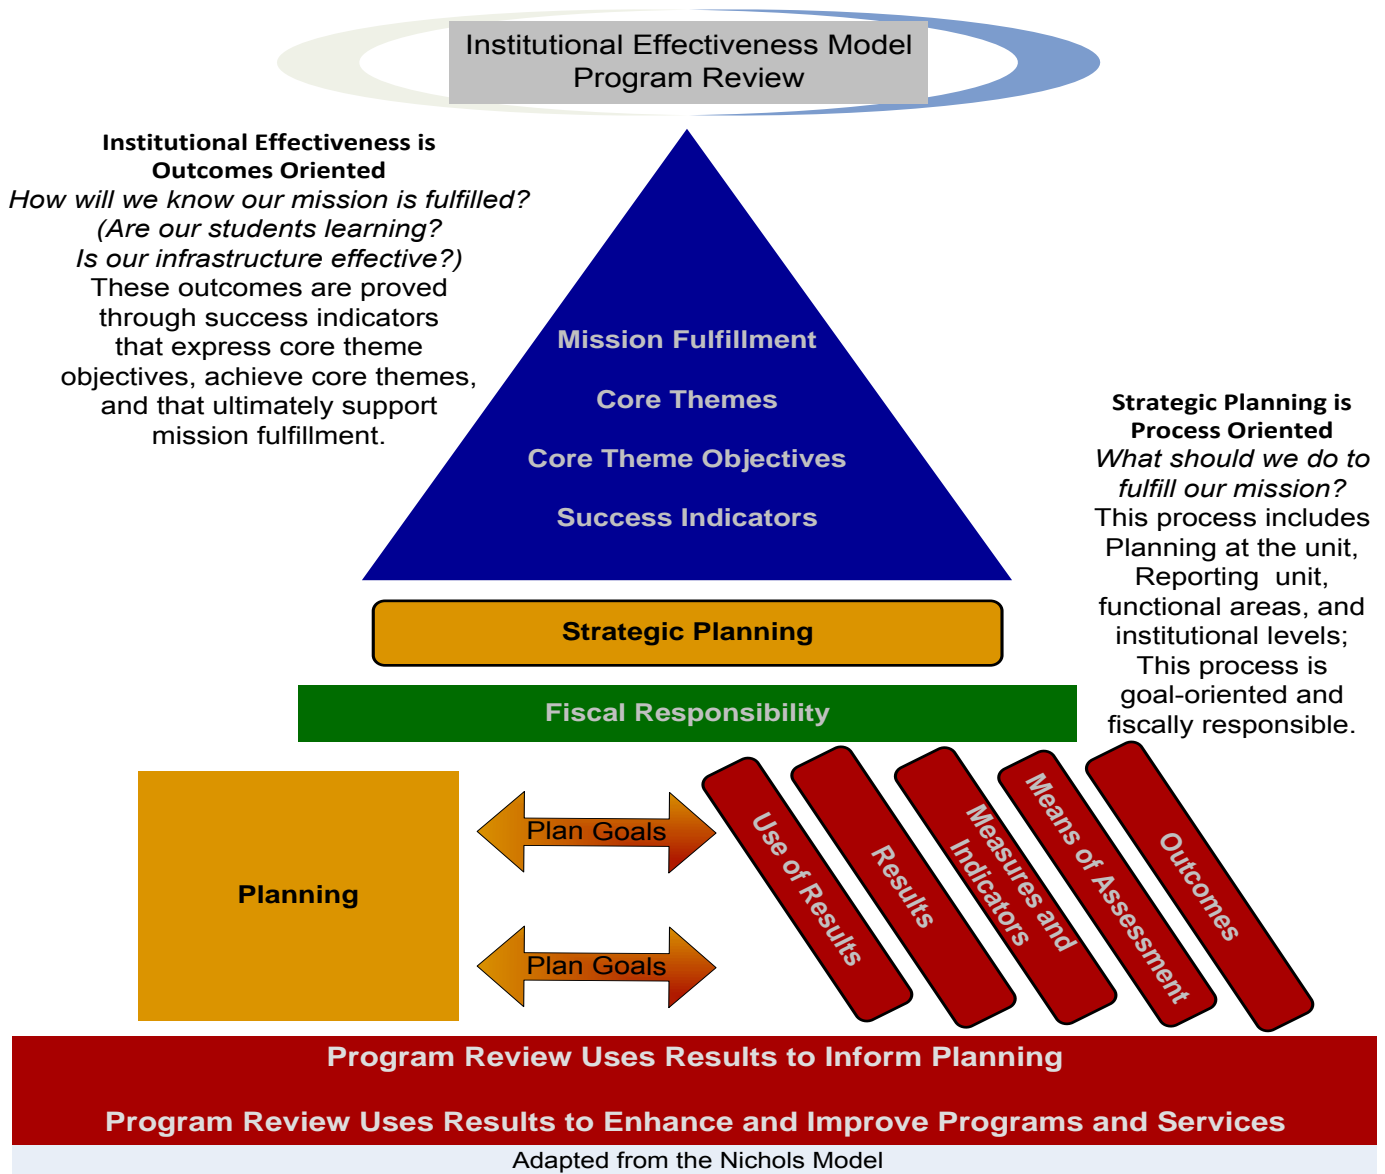 Institutional Effectiveness Model
Program Review
Institutional Effectiveness is
Outcomes Oriented
How will we know our mission is fulfilled?
(Are our students learning?
Is our infrastructure effective?)
These outcomes are proved
through success indicators
that express core theme
objectives, achieve core themes,
and that ultimately support
mission fulfillment.
Mission Fulfillment
Core Themes
Core Theme Objectives
Success Indicators
Strategic Planning is
Process Oriented
What should we do to
fulfill our mission?
This process includes
Planning at the unit,
Reporting unit,
functional areas, and
institutional levels;
This process is
goal-oriented and
fiscally responsible.
Strategic Planning
Fiscal Responsibility
Planning
Plan Goals
Plan Goals
Use of Results
Results
Measures and
Indicators
Means of Assessment
Outcomes
Program Review Uses Results to Inform Planning
Program Review Uses Results to Enhance and Improve Programs and Services
Adapted from the Nichols Model